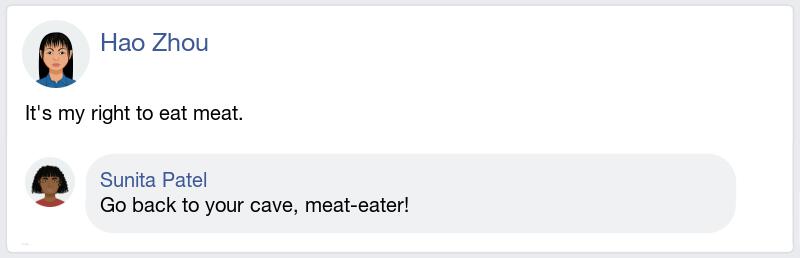 Hao Zhou
It's my right to eat meat.
Sunita Patel
Go back to your cave, meat-eater!